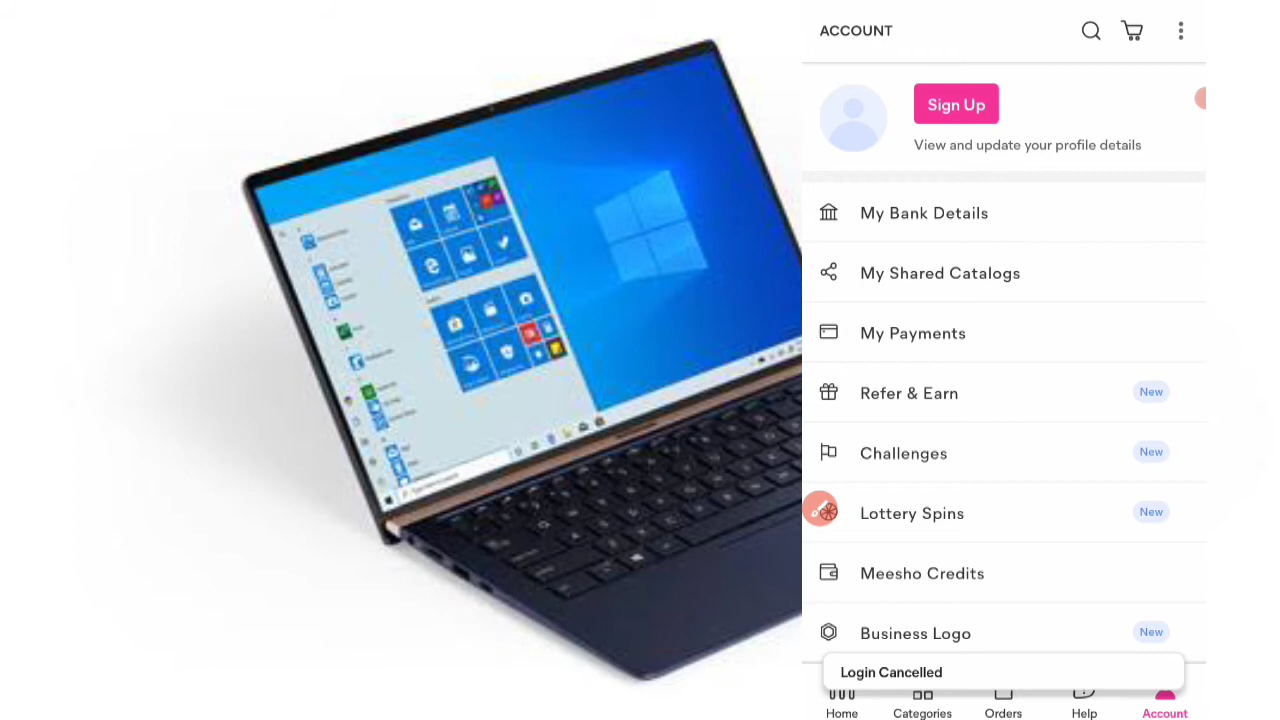 ACCOUNT
Sign Up
View and update your profile details
My Bank Details
My Shared Catalogs
My Payments
Refer & Earn New
Challenges New
Lottery Spins New
Meesho Credits
Business Logo New
Login Cancelled
Home Categories Orders Help Account